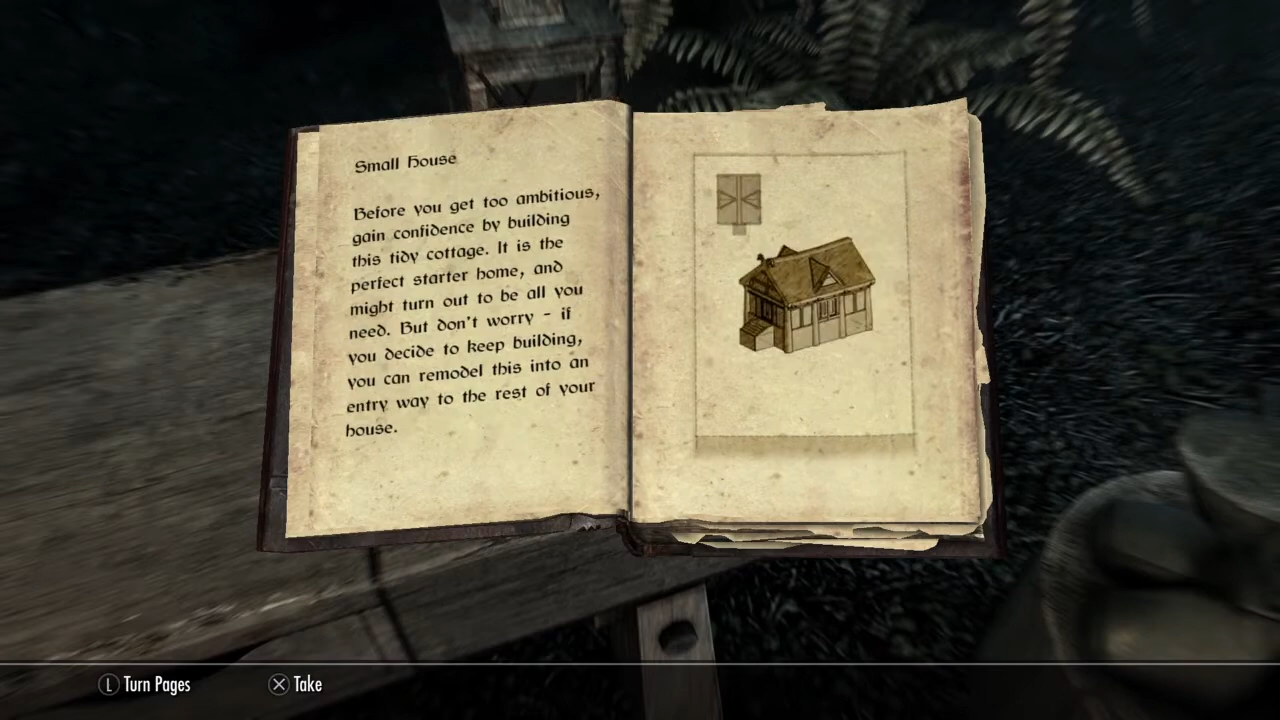 Small House
Before you get too ambitious,
gain confidence by building
this tidy cottage. It is the
perfect starter home, and
might turn out to be all you
need. But don't worry - if
you decide to keep building,
you can remodel this into an
entry way to the rest of your
house.
L Turn Pages
X Take